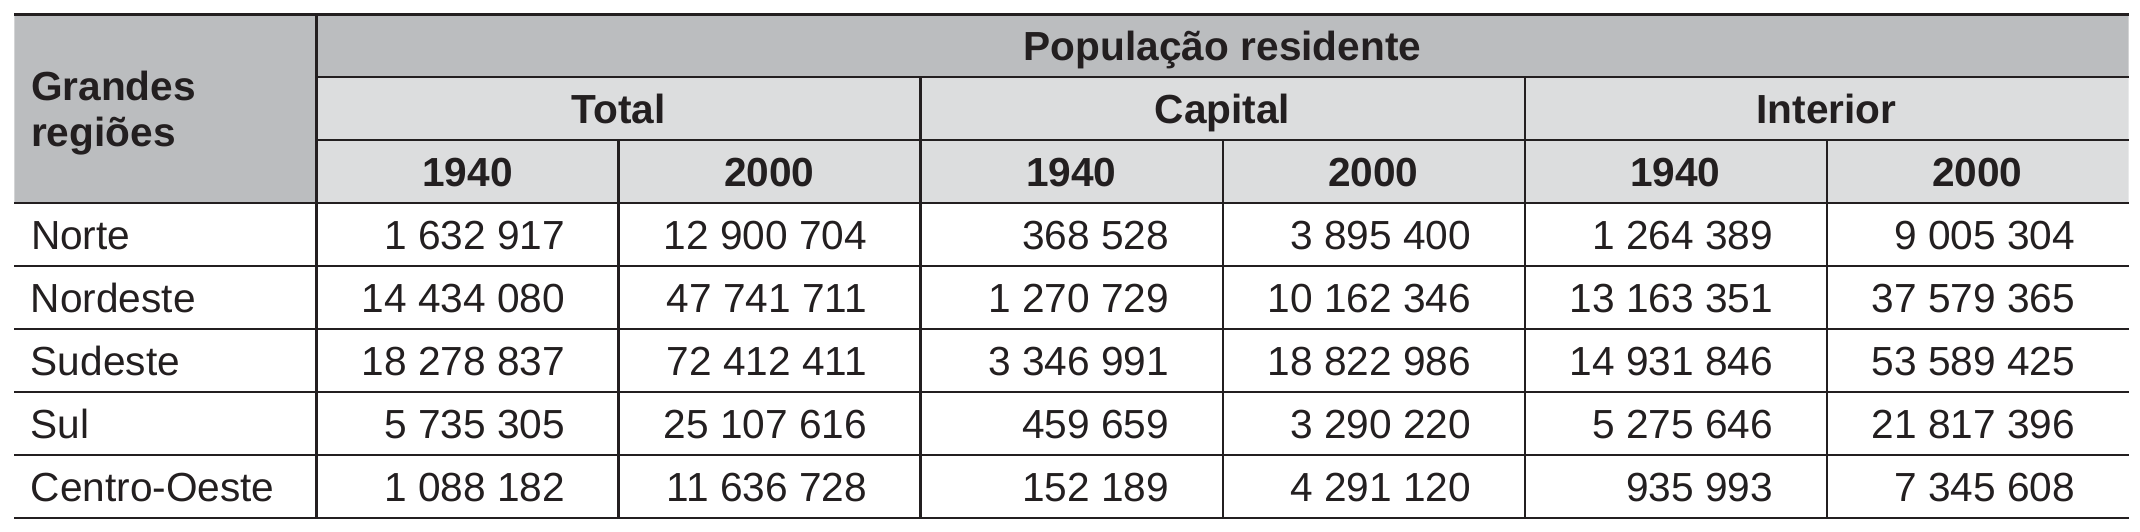 Grandes regiões
População residente
Total Capital Interior
1940 2000 1940 2000 1940 2000
Norte 1 632 917 12 900 704 368 528 3 895 400 1 264 389 9 005 304
Nordeste 14 434 080 47 741 711 1 270 729 10 162 346 13 163 351 37 579 365
Sudeste 18 278 837 72 412 411 3 346 991 18 822 986 14 931 846 53 589 425
Sul 5 735 305 25 107 616 459 659 3 290 220 5 275 646 21 817 396
Centro-Oeste 1 088 182 11 636 728 152 189 4 291 120 935 993 7 345 608